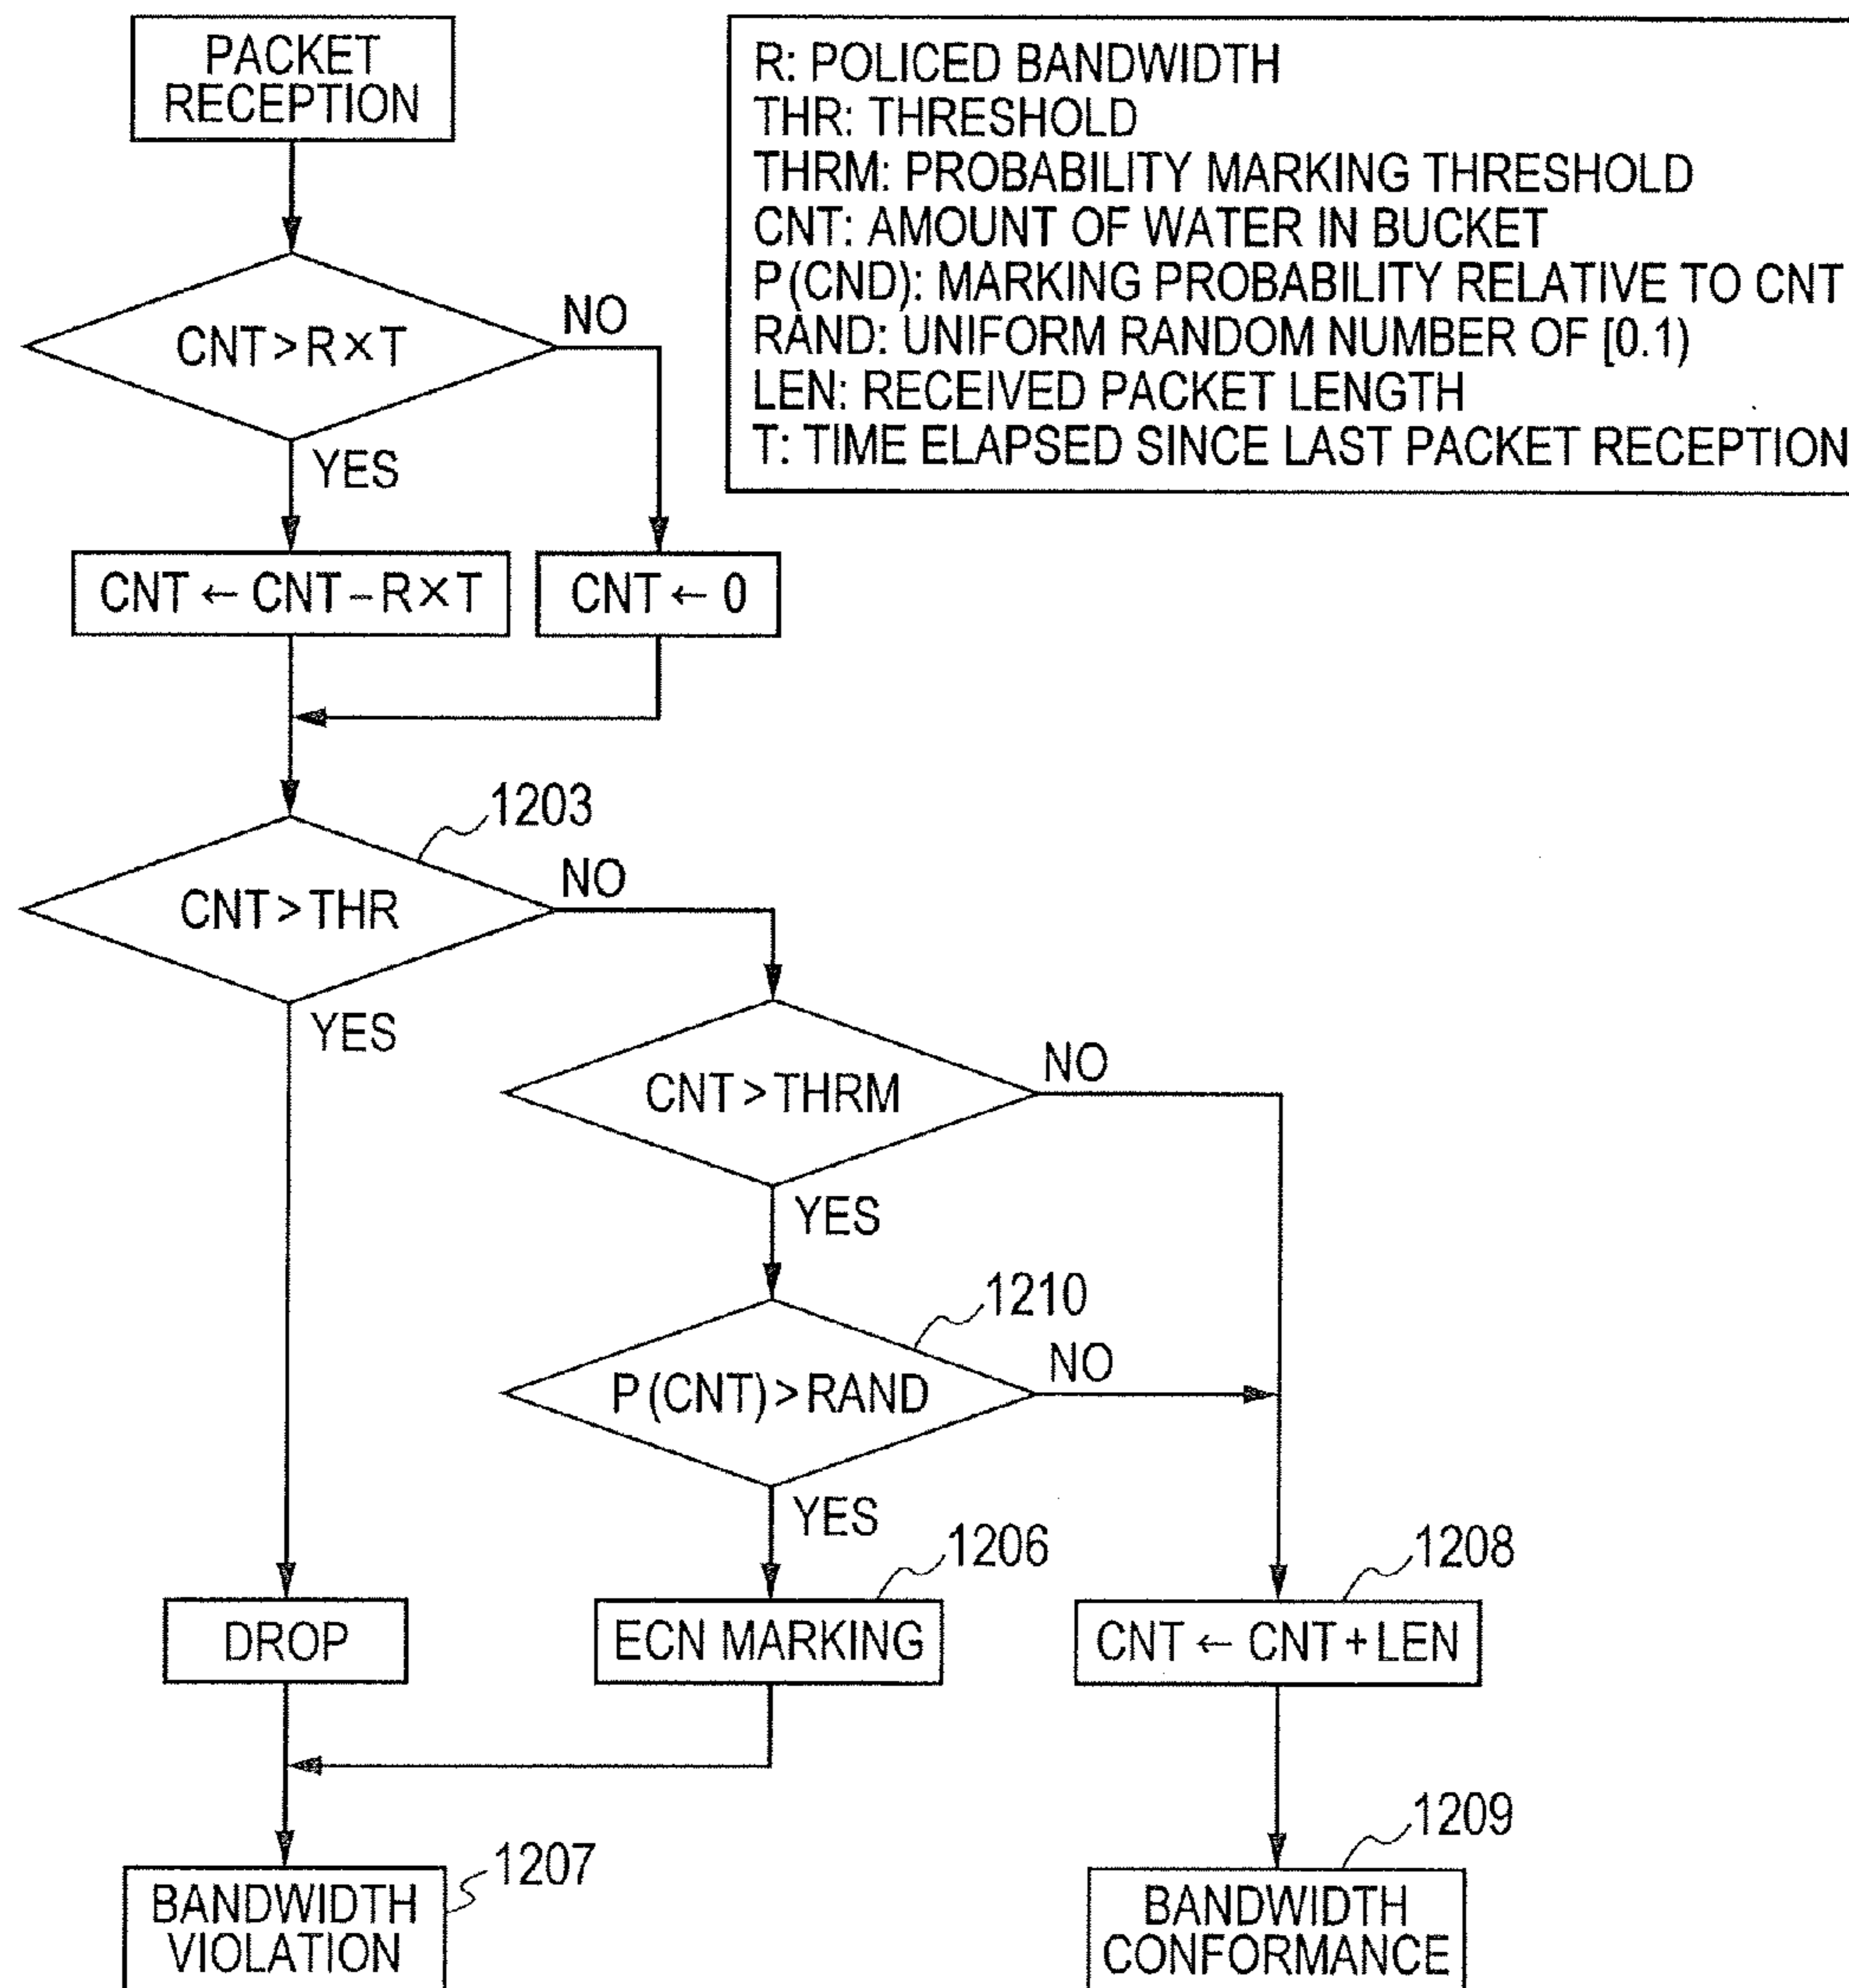 PACKET
RECEPTION
R: POLICED BANDWIDTH
THR: THRESHOLD
THRM: PROBABILITY MARKING THRESHOLD
CNT: AMOUNT OF WATER IN BUCKET
P(CND): MARKING PROBABILITY RELATIVE TO CNT
RAND: UNIFORM RANDOM NUMBER OF [0.1)
LEN: RECEIVED PACKET LENGTH
T: TIME ELAPSED SINCE LAST PACKET RECEPTION
CNT > R×T
NO
YES
CNT ← CNT – R×T
CNT ← 0
1203
CNT > THR
NO
YES
CNT > THRM
NO
YES
1210
P(CNT) > RAND
NO
YES
DROP
1206
ECN MARKING
1208
CNT ← CNT + LEN
1207
BANDWIDTH
VIOLATION
1209
BANDWIDTH
CONFORMANCE